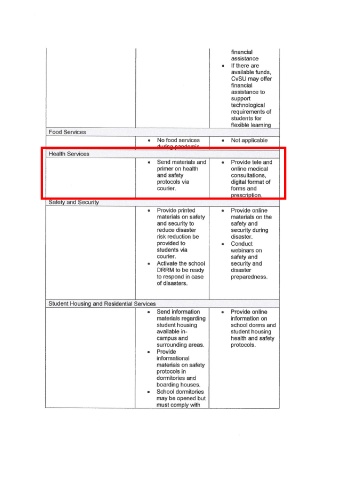 financial
assistance
• If there are
available funds,
CvSU may offer
financial
assistance to
support
technological
requirements of
students for
flexible learning
Food Services
• No food services
during pandemic
• Not applicable
Health Services
• Send materials and
primer on health
and safety
protocols via
courier.
• Provide tele and
online medical
consultations,
digital format of
forms and
prescription.
Safety and Security
• Provide printed
materials on safety
and security to
reduce disaster
risk reduction be
provided to
students via
courier.
• Activate the school
DRRM to be ready
to respond in case
of disasters.
• Provide online
materials on the
safety and
security during
disaster.
• Conduct
webinars on
safety and
security and
disaster
preparedness.
Student Housing and Residential Services
• Send information
materials regarding
student housing
available in-
campus and
surrounding areas.
• Provide
informational
materials on safety
protocols in
dormitories and
boarding houses.
• School dormitories
may be opened but
must comply with
• Provide online
information on
school dorms and
student housing
health and safety
protocols.